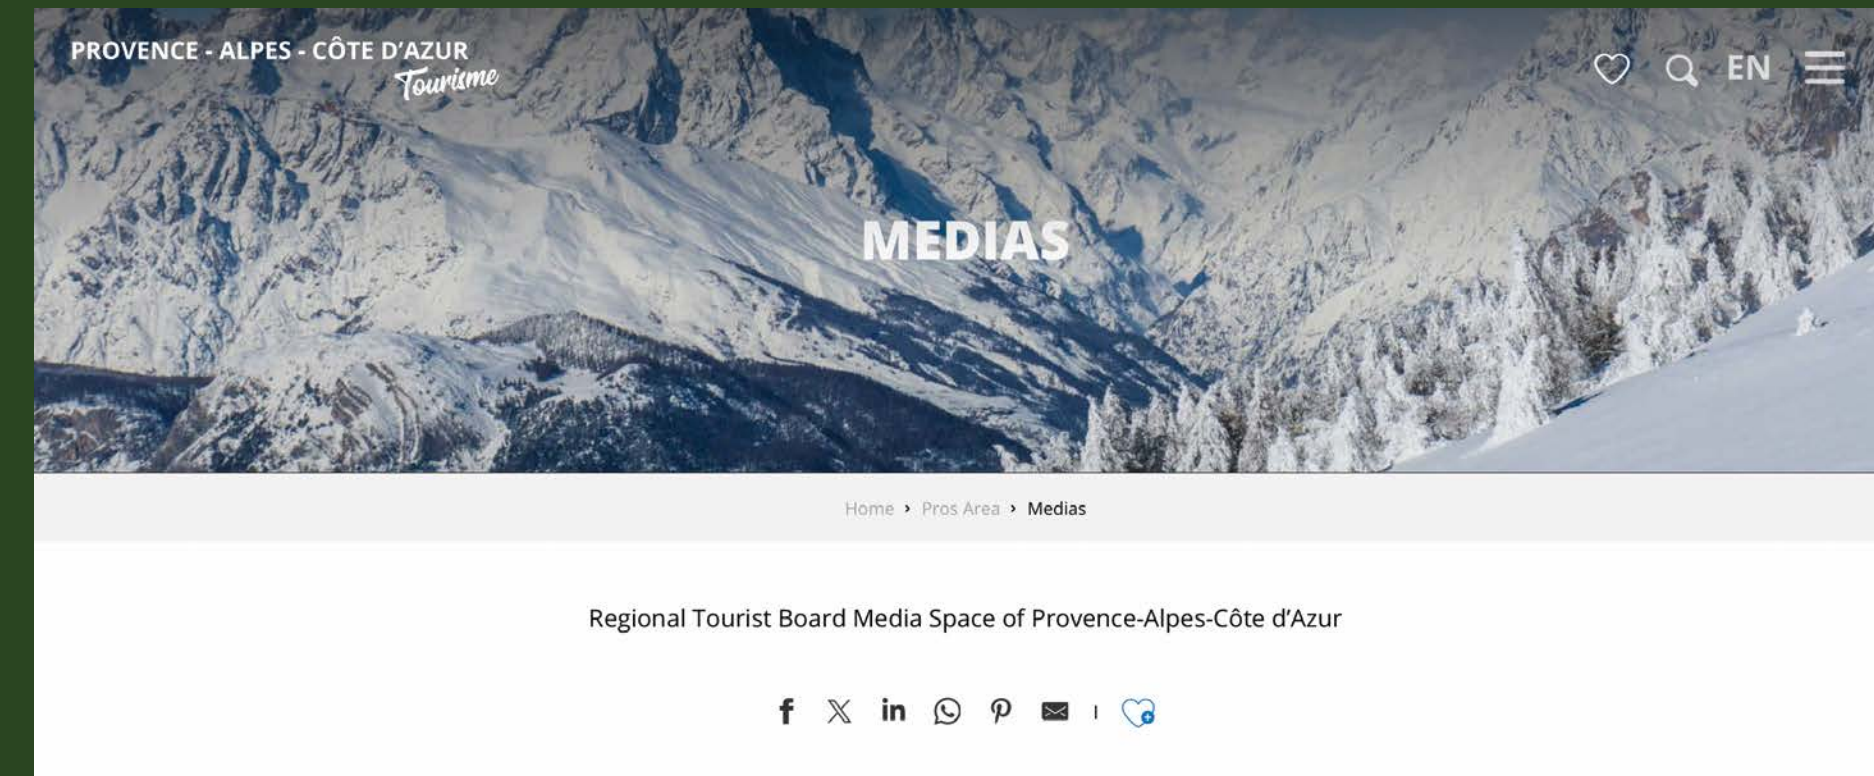 PROVENCE - ALPES - CÔTE D'AZUR
Tourisme
EN
MEDIAS
Home › Pros Area › Medias
Regional Tourist Board Media Space of Provence-Alpes-Côte d'Azur